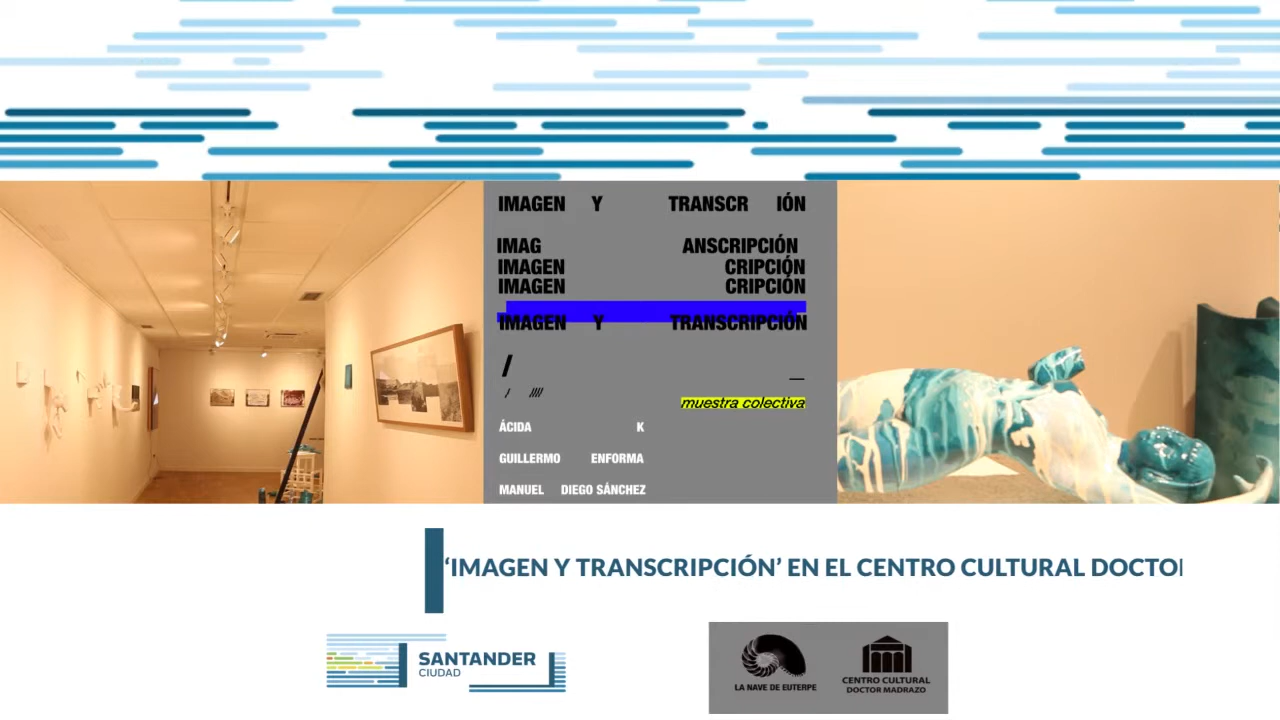 IMAGEN Y TRANSCR IÓN
IMAG ANSCRIPCIÓN
IMAGEN CRIPCIÓN
IMAGEN CRIPCIÓN
IMAGEN Y TRANSCRIPCIÓN
/ _
/ ////
muestra colectiva
ÁCIDA K
GUILLERMO ENFORMA
MANUEL DIEGO SÁNCHEZ
‘IMAGEN Y TRANSCRIPCIÓN’ EN EL CENTRO CULTURAL DOCTO
SANTANDER
CIUDAD
LA NAVE DE EUTERPE
CENTRO CULTURAL
DOCTOR MADRAZO